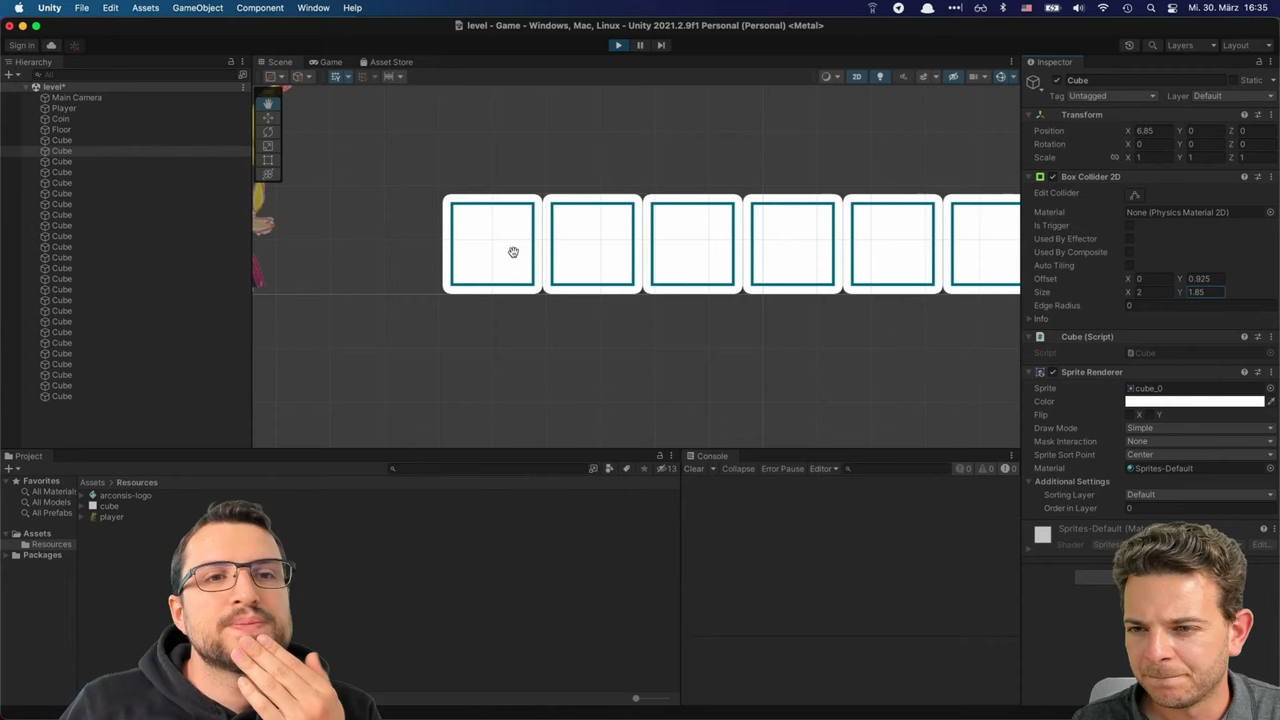 Unity File Edit Assets GameObject Component Window Help Mi. 30. März 16:35
level - Game - Windows, Mac, Linux - Unity 2021.2.9f1 Personal (Personal) <Metal>
Sign in Layers Layout
Hierarchy Scene Game Asset Store Inspector
All 2D Cube Static
level* Tag Untagged Layer Default
Main Camera
Player Transform
Coin Position X 6.85 Y 0 Z 0
Floor Rotation X 0 Y 0 Z 0
Cube Scale X 1 Y 1 Z 1
Cube Box Collider 2D
Cube Edit Collider
Cube Material None (Physics Material 2D)
Cube Is Trigger
Cube Used By Effector
Cube Used By Composite
Cube Auto Tiling
Cube Offset X 0 Y 0.925
Cube Size X 2 Y 1.85
Cube Edge Radius 0
Cube Info
Cube Cube (Script)
Cube Script Cube
Cube Sprite Renderer
Cube Sprite cube_0
Cube Color
Cube Flip X Y
Cube Draw Mode Simple
Cube Mask Interaction None
Cube Sprite Sort Point Center
Cube Material Sprites-Default
Cube Additional Settings
Cube Sorting Layer Default
Order in Layer 0
Project Console
13 Clear Collapse Error Pause Editor 0 0 0
Favorites Assets Resources
All Materials arconsis-logo
All Models cube
All Prefabs player
Assets
Resources
Packages
Sprites-Default (Mat
Shader Sprites Edit...